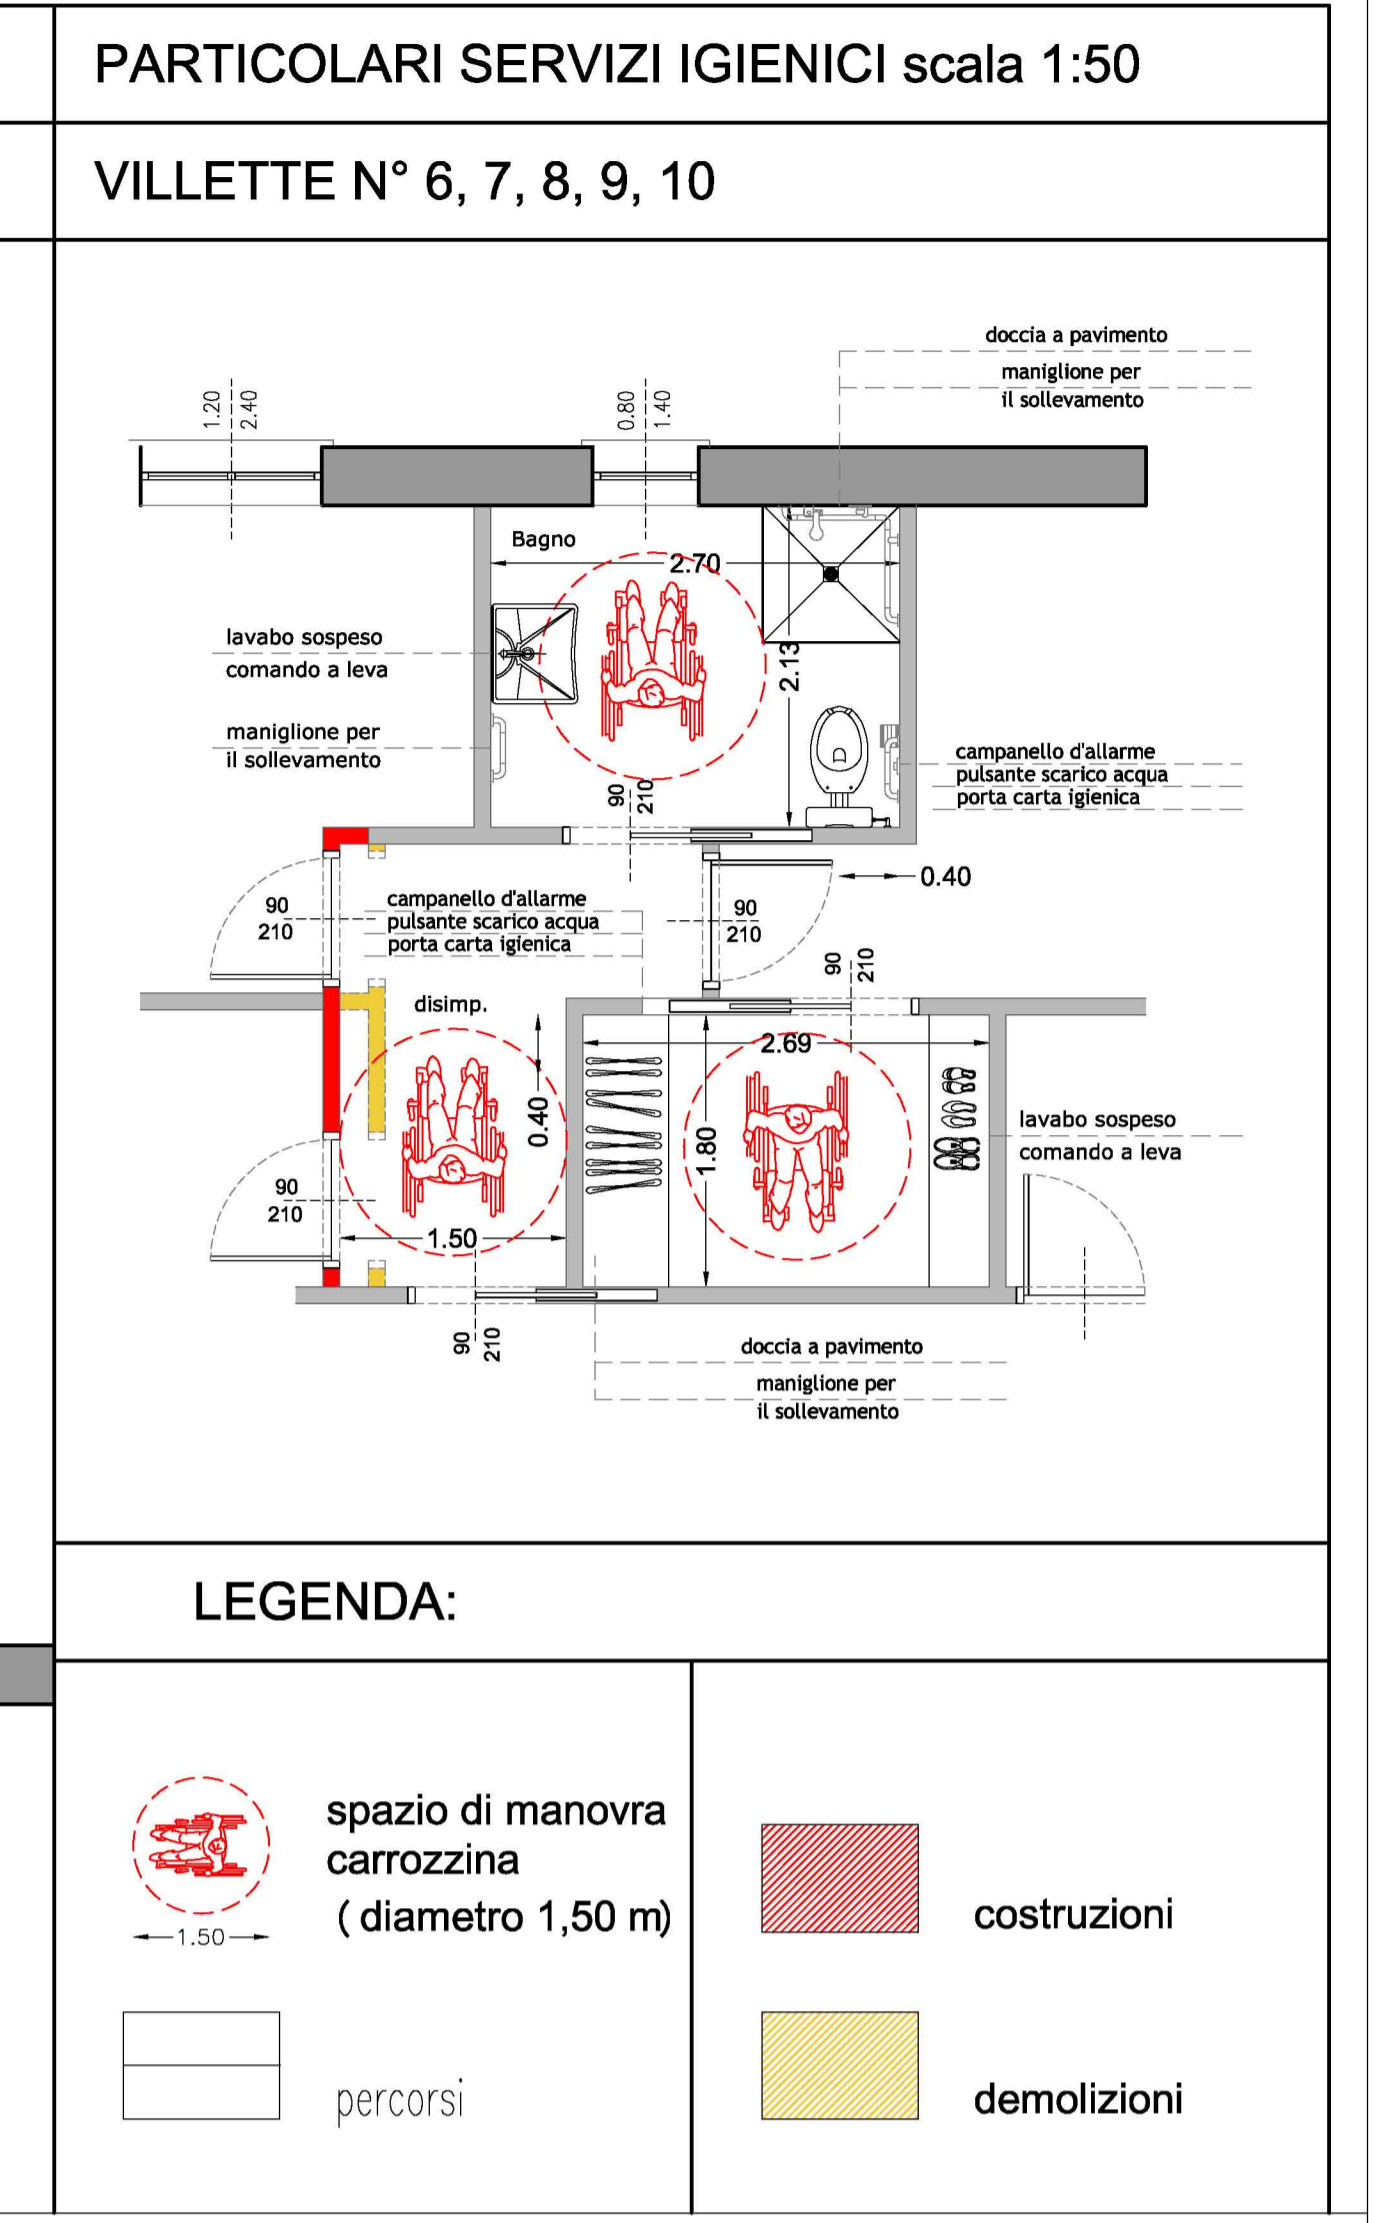 PARTICOLARI SERVIZI IGIENICI scala 1:50
VILLETTE N° 6, 7, 8, 9, 10
doccia a pavimento
maniglione per
il sollevamento
1.20
2.40
0.80
1.40
Bagno
2.70
lavabo sospeso
comando a leva
2.13
maniglione per
il sollevamento
campanello d'allarme
pulsante scarico acqua
porta carta igienica
90
210
0.40
campanello d'allarme
pulsante scarico acqua
porta carta igienica
90
210
90
210
90
210
disimp.
2.69
0.40
1.80
lavabo sospeso
comando a leva
90
210
1.50
90
210
doccia a pavimento
maniglione per
il sollevamento
LEGENDA:
spazio di manovra
carrozzina
( diametro 1,50 m)
1.50
costruzioni
percorsi
demolizioni